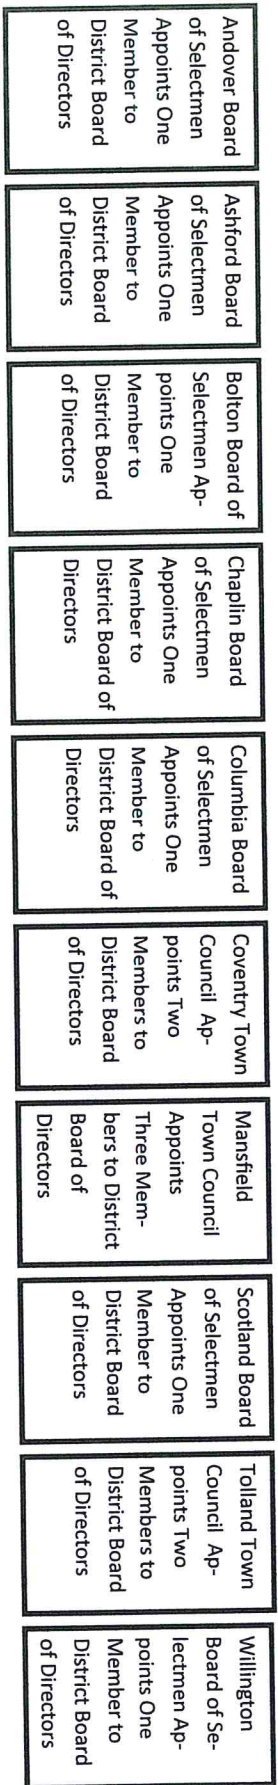 Andover Board
of Selectmen
Appoints One
Member to
District Board
of Directors
Ashford Board
of Selectmen
Appoints One
Member to
District Board
of Directors
Bolton Board of
Selectmen Ap-
points One
Member to
District Board
of Directors
Chaplin Board
of Selectmen
Appoints One
Member to
District Board of
Directors
Columbia Board
of Selectmen
Appoints One
Member to
District Board of
Directors
Coventry Town
Council Ap-
points Two
Members to
District Board
of Directors
Mansfield
Town Council
Appoints
Three Mem-
bers to District
Board of
Directors
Scotland Board
of Selectmen
Appoints One
Member to
District Board
of Directors
Tolland Town
Council Ap-
points Two
Members to
District Board
of Directors
Willington
Board of Se-
lectmen Ap-
points One
Member to
District Board
of Directors